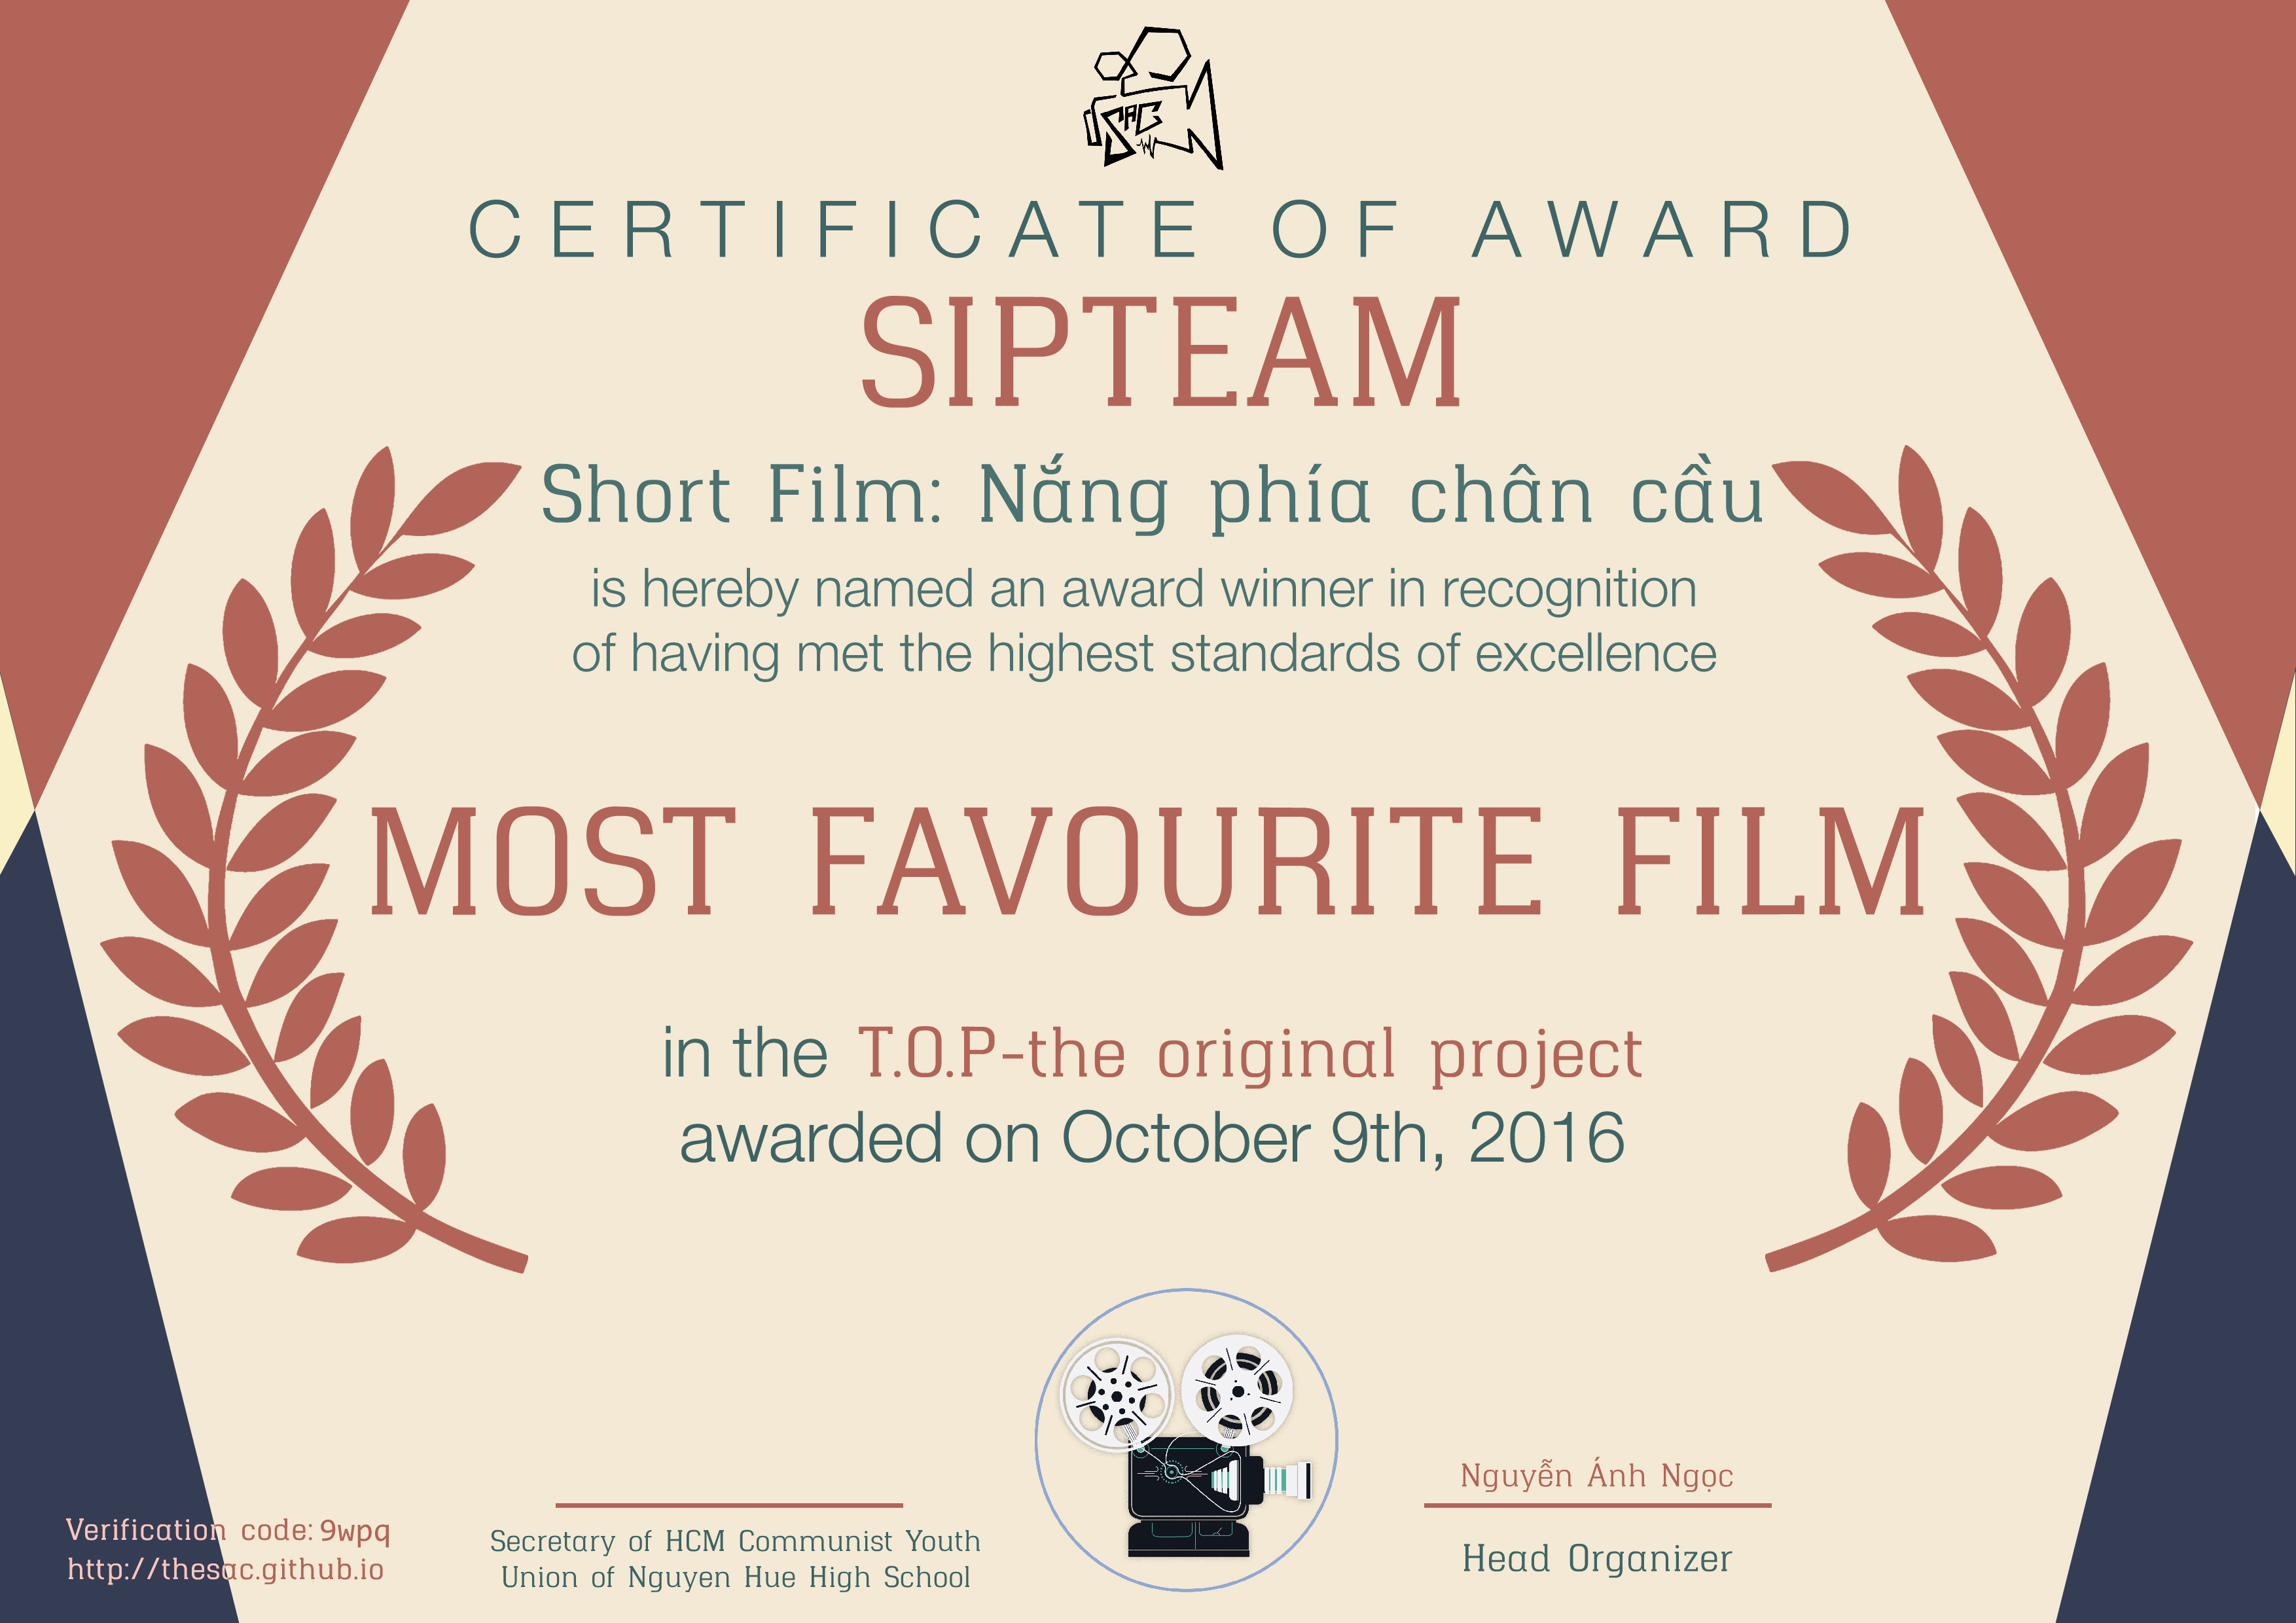 SAC
CERTIFICATE OF AWARD
SIPTEAM
Short Film: Nắng phía chân cầu
is hereby named an award winner in recognition
of having met the highest standards of excellence
MOST FAVOURITE FILM
in the T.O.P-the original project
awarded on October 9th, 2016
Verification code: 9wpq
http://thesac.github.io
Secretary of HCM Communist Youth
Union of Nguyen Hue High School
Nguyễn Ánh Ngọc
Head Organizer